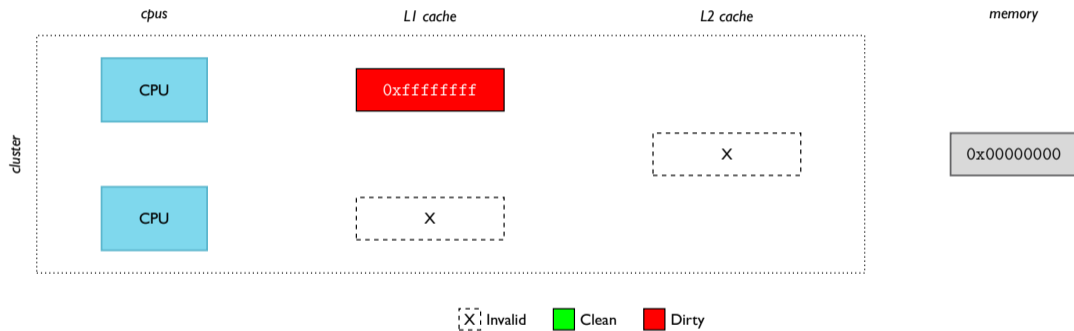 cpus
L1 cache
L2 cache
memory
cluster
CPU
0xffffffff
X
0x00000000
CPU
X
X Invalid
Clean
Dirty